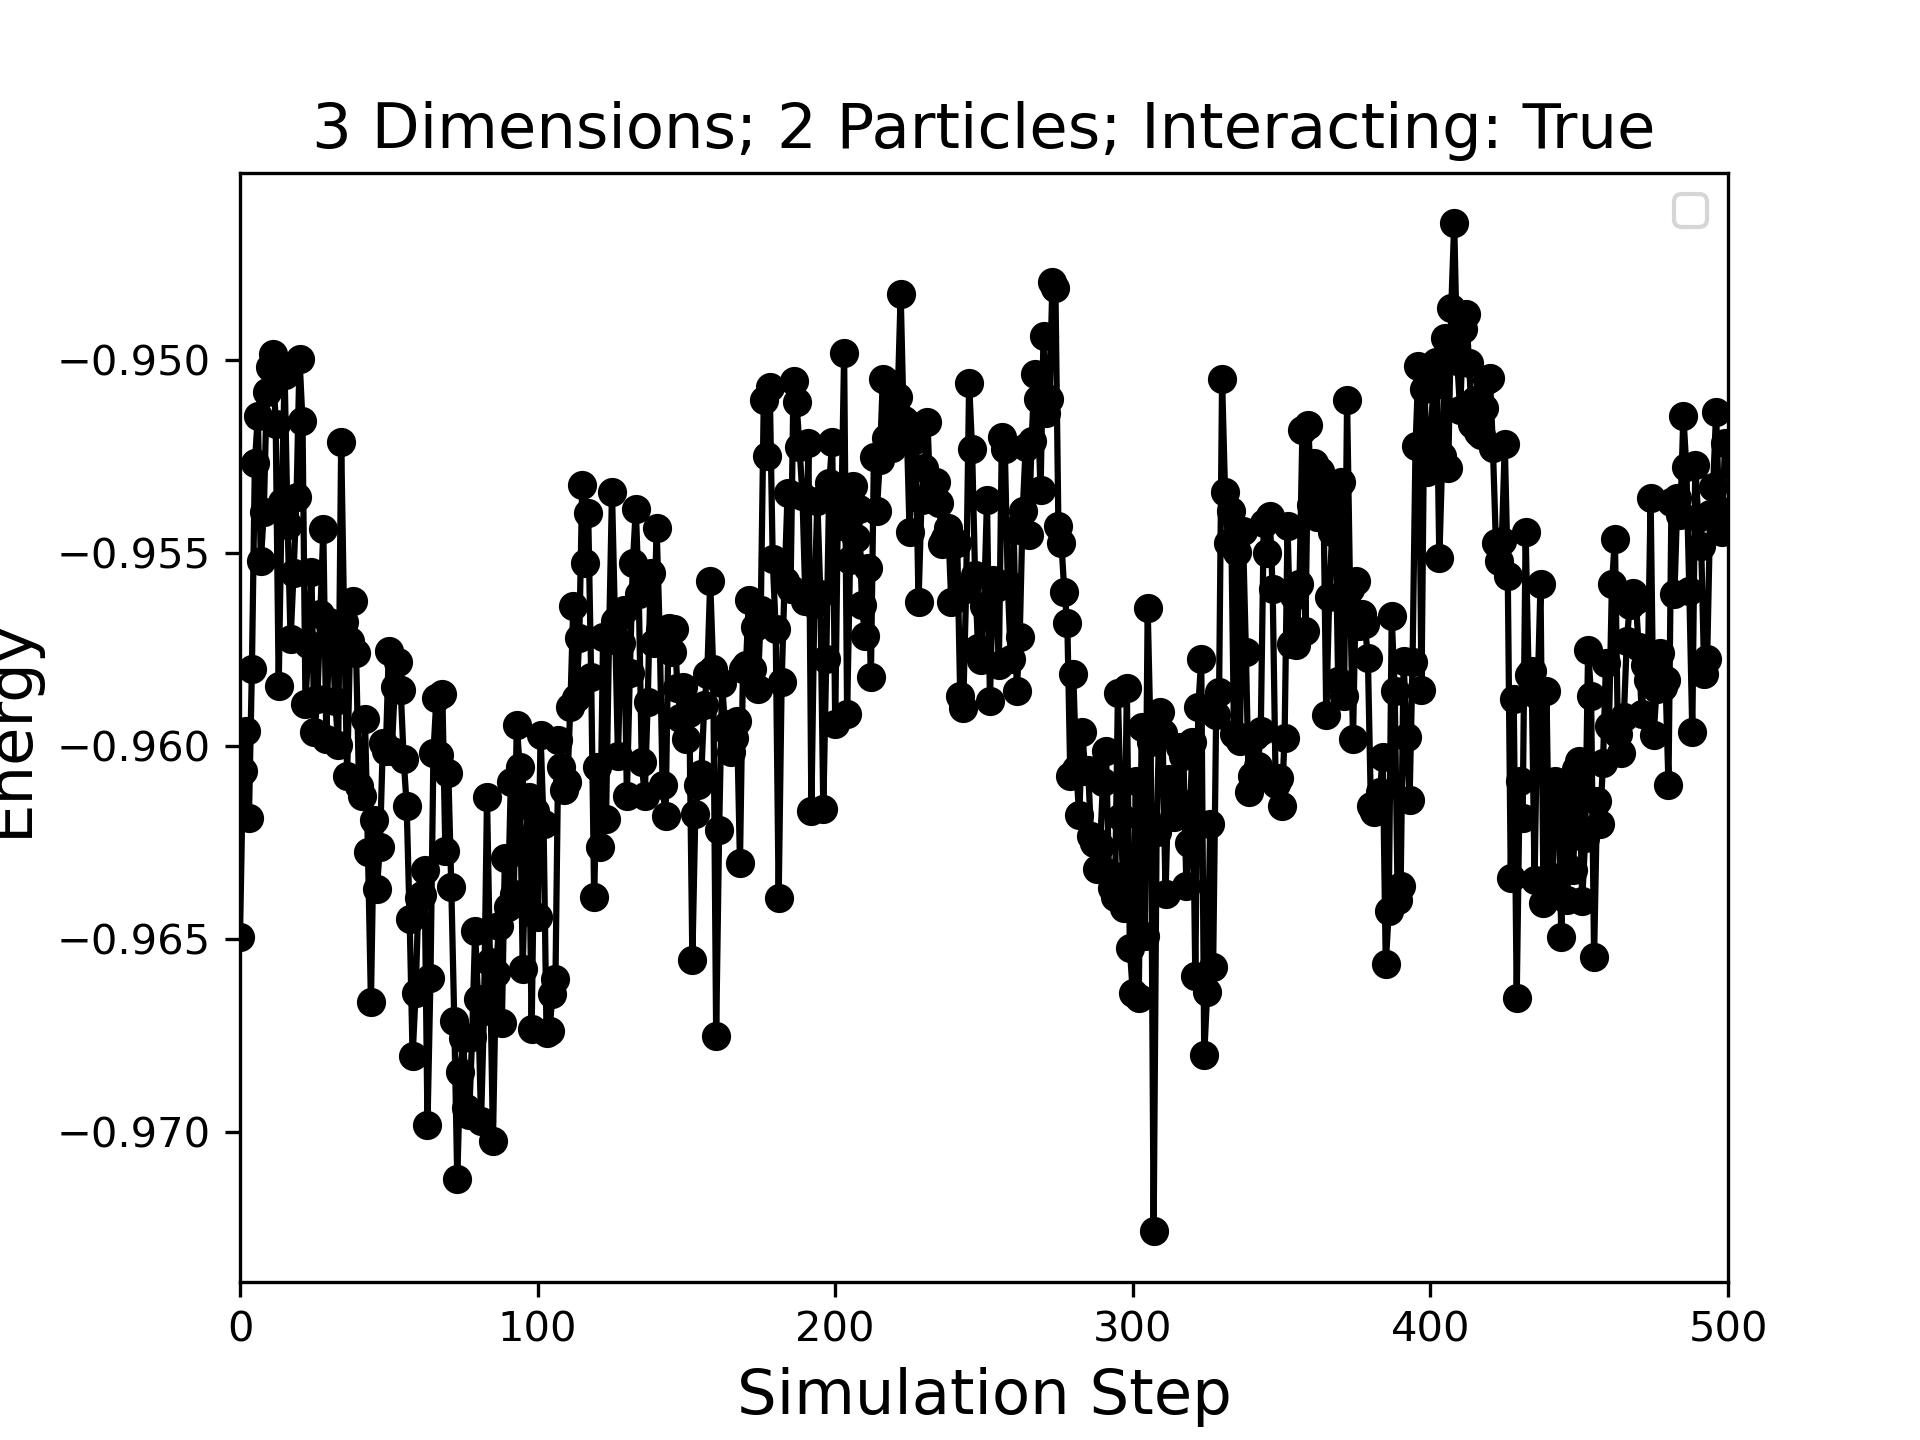 3 Dimensions; 2 Particles; Interacting: True
Energy
−0.950
−0.955
−0.960
−0.965
−0.970
0 100 200 300 400 500
Simulation Step